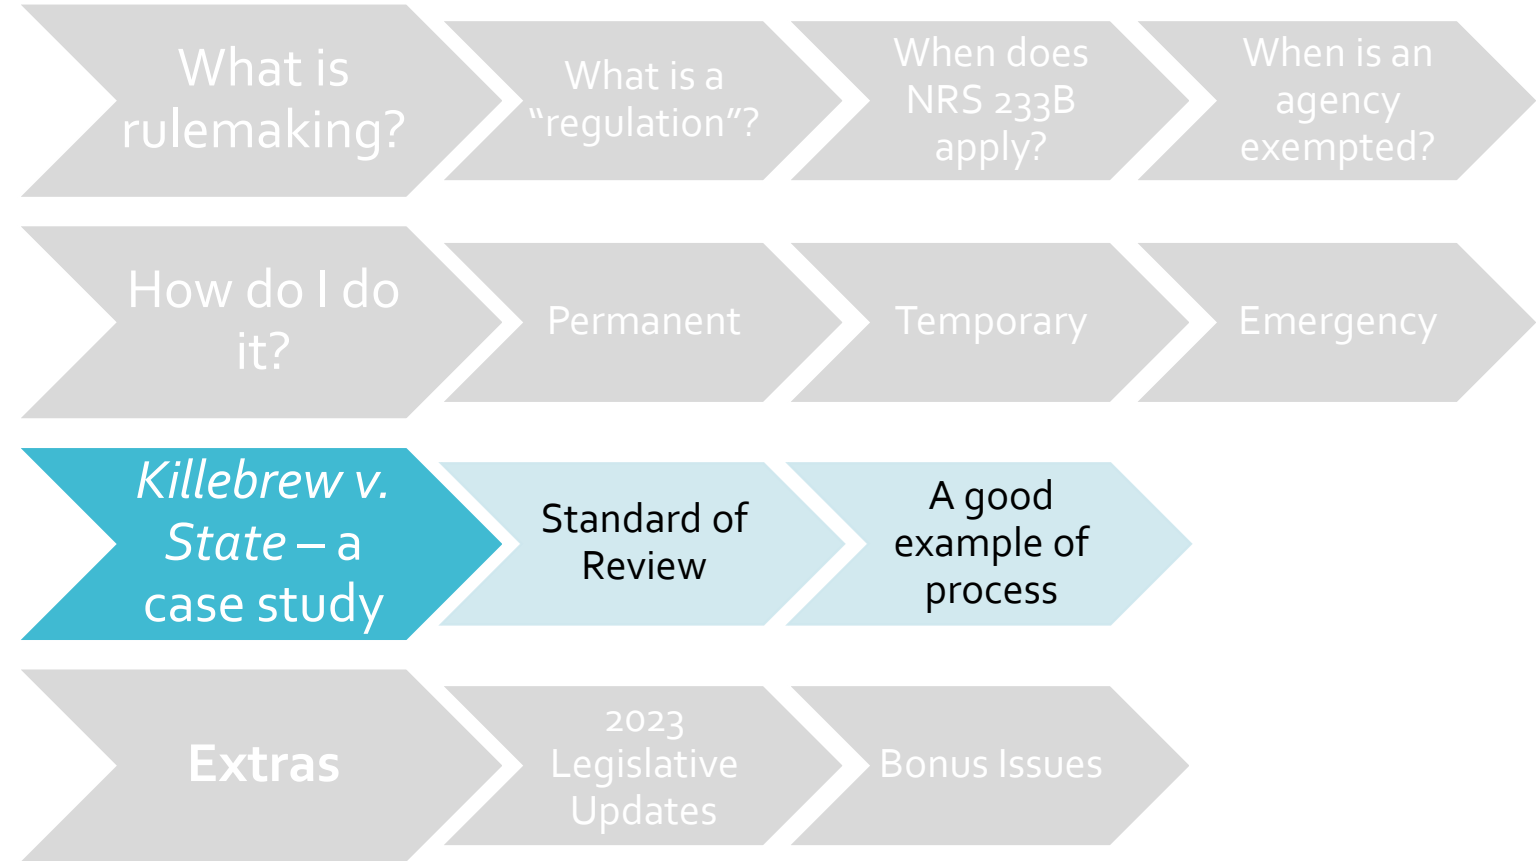 What is
rulemaking?
What is a
“regulation”?
When does
NRS 233B
apply?
When is an
agency
exempted?
How do I do
it?
Permanent
Temporary
Emergency
Killebrew v.
State – a
case study
Standard of
Review
A good
example of
process
Extras
2023
Legislative
Updates
Bonus Issues